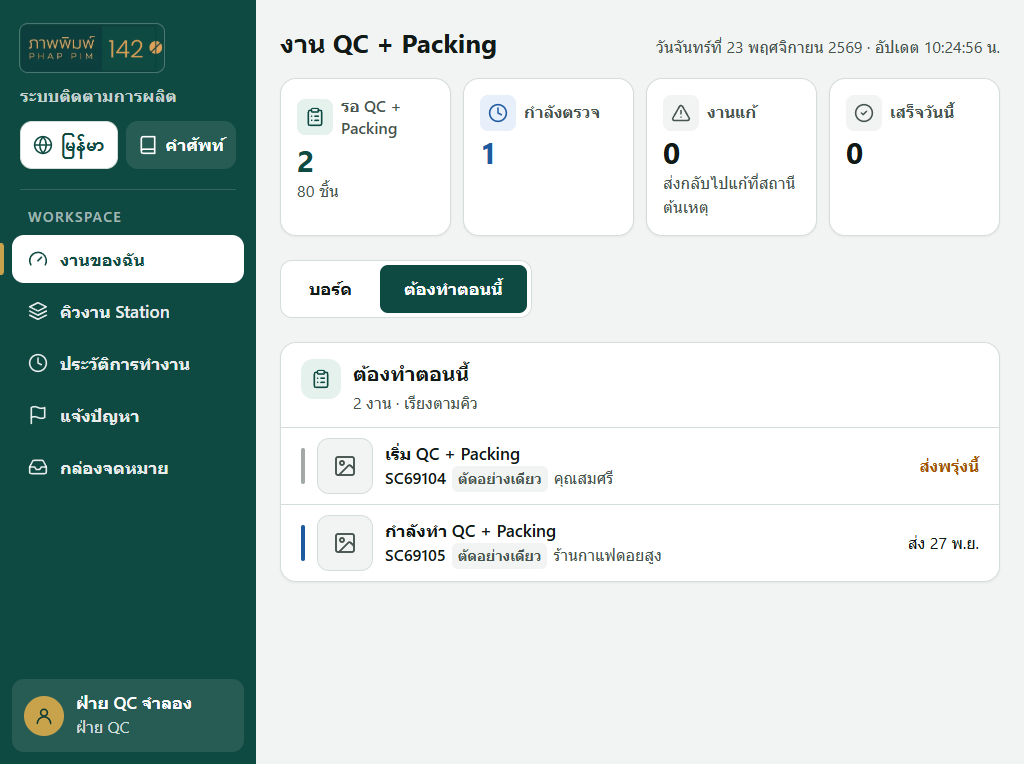 ภาพพิมพ์ 142
PHAP PIM
ระบบติดตามการผลิต
မြန်မာ
คำศัพท์
WORKSPACE
งานของฉัน
คิวงาน Station
ประวัติการทำงาน
แจ้งปัญหา
กล่องจดหมาย
ฝ่าย QC จำลอง
ฝ่าย QC
งาน QC + Packing
วันจันทร์ที่ 23 พฤศจิกายน 2569 · อัปเดต 10:24:56 น.
รอ QC +
Packing
2
80 ชิ้น
กำลังตรวจ
1
งานแก้
0
ส่งกลับไปแก้ที่สถานี
ต้นเหตุ
เสร็จวันนี้
0
บอร์ด
ต้องทำตอนนี้
ต้องทำตอนนี้
2 งาน · เรียงตามคิว
เริ่ม QC + Packing
SC69104 ตัดอย่างเดียว คุณสมศรี
ส่งพรุ่งนี้
กำลังทำ QC + Packing
SC69105 ตัดอย่างเดียว ร้านกาแฟดอยสูง
ส่ง 27 พ.ย.